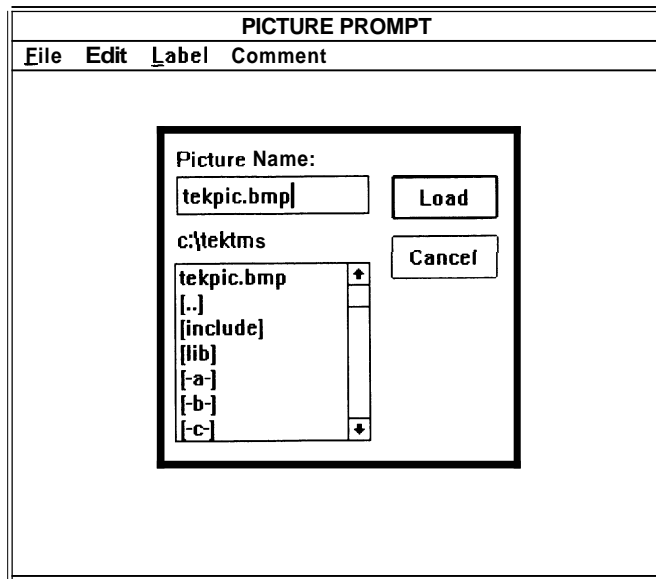 PICTURE PROMPT
File Edit Label Comment
Picture Name:
tekpic.bmp
Load
c:\tektms
Cancel
tekpic.bmp
[..]
[include]
[lib]
[-a-]
[-b-]
[-c-]